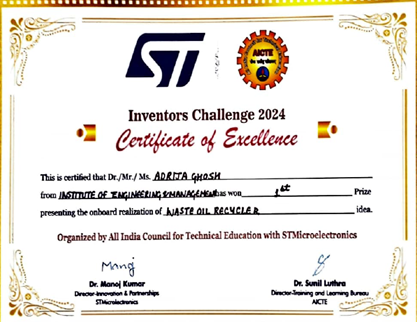 ST
AICTE
Inventors Challenge 2024
Certificate of Excellence
This is certified that Dr./Mr./ Ms. ADRIJA GHOSH
from INSTITUTE OF ENGINEERING & MANAGEMENT has won 1st Prize
presenting the onboard realization of WASTE OIL RECYCLER idea.
Organized by All India Council for Technical Education with STMicroelectronics
Manoj
Dr. Manoj Kumar
Director-Innovation & Partnerships
STMicroelectronics
Dr. Sunil Luthra
Director-Training and Learning Bureau
AICTE